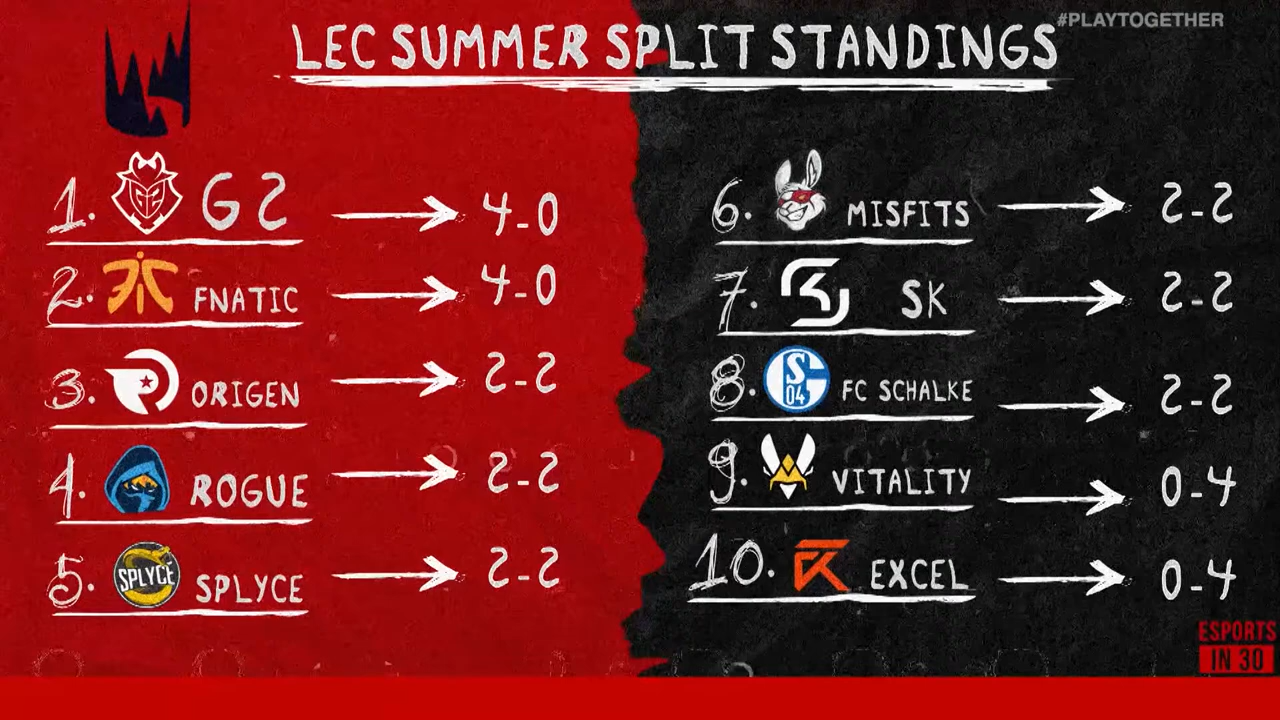 #PLAYTOGETHER
LEC SUMMER SPLIT STANDINGS
1. G2 4-0
2. FNATIC 4-0
3. ORIGEN 2-2
4. ROGUE 2-2
5. SPLYCE SPLYCE 2-2
6. MISFITS 2-2
7. SK 2-2
8. S 04 FC SCHALKE 2-2
9. VITALITY 0-4
10. EXCEL 0-4
ESPORTS
IN 30